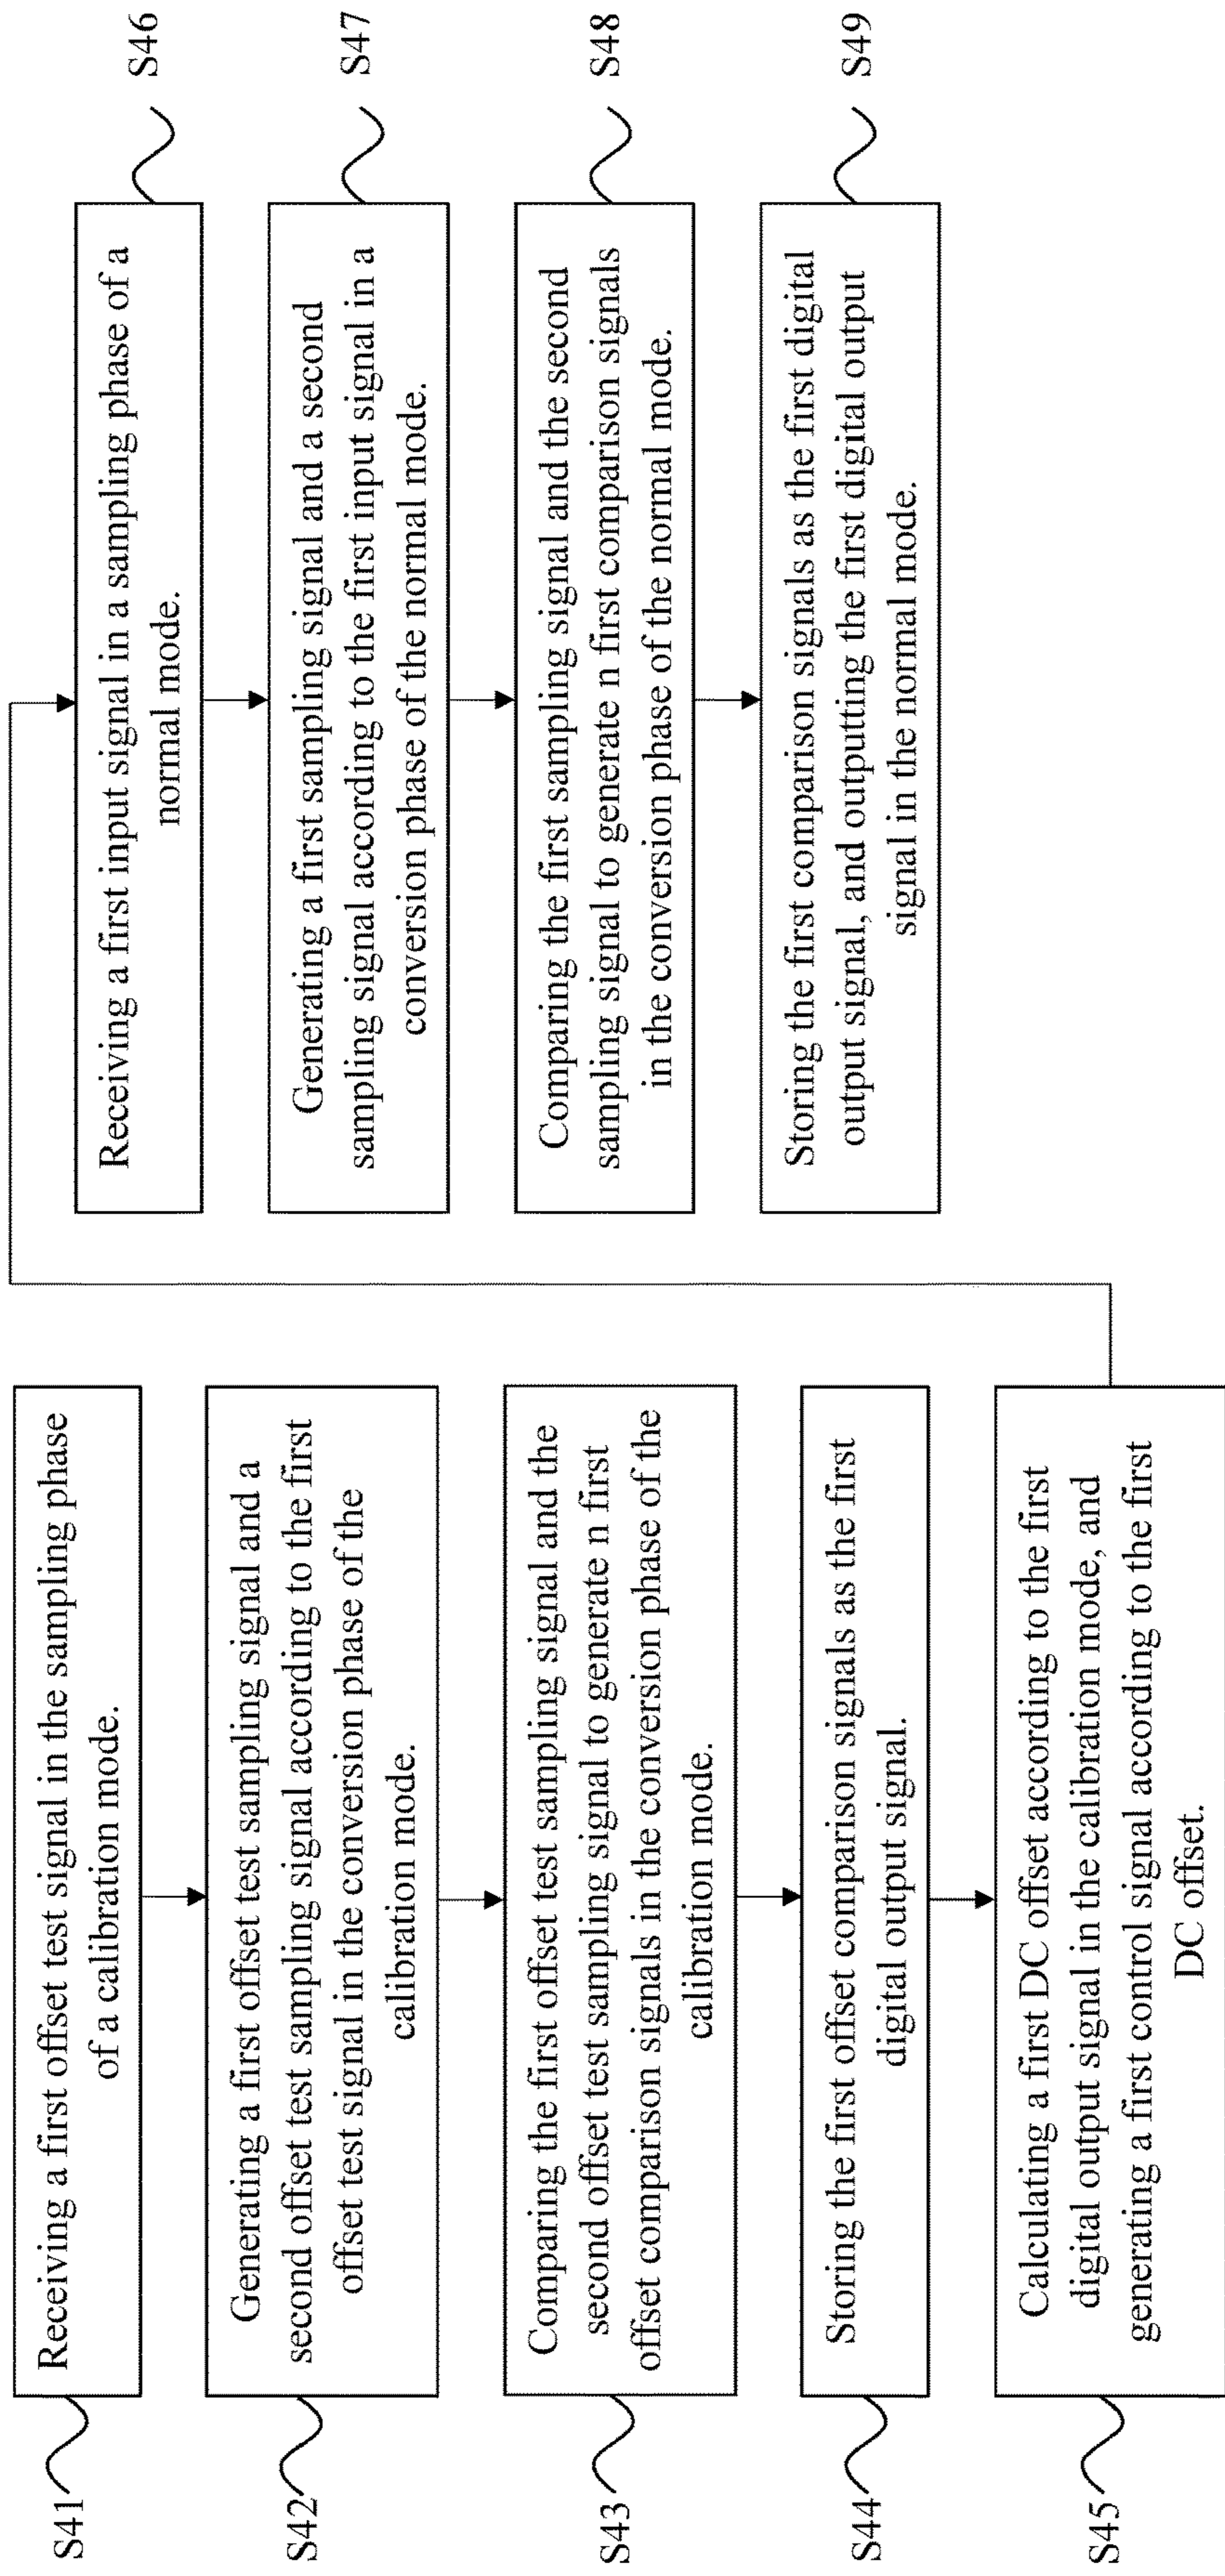 S41
Receiving a first offset test signal in the sampling phase
of a calibration mode.
S42
Generating a first offset test sampling signal and a
second offset test sampling signal according to the first
offset test signal in the conversion phase of the
calibration mode.
S43
Comparing the first offset test sampling signal and the
second offset test sampling signal to generate n first
offset comparison signals in the conversion phase of the
calibration mode.
S44
Storing the first offset comparison signals as the first
digital output signal.
S45
Calculating a first DC offset according to the first
digital output signal in the calibration mode, and
generating a first control signal according to the first
DC offset.
Receiving a first input signal in a sampling phase of a
normal mode.
S46
Generating a first sampling signal and a second
sampling signal according to the first input signal in a
conversion phase of the normal mode.
S47
Comparing the first sampling signal and the second
sampling signal to generate n first comparison signals
in the conversion phase of the normal mode.
S48
Storing the first comparison signals as the first digital
output signal, and outputting the first digital output
signal in the normal mode.
S49